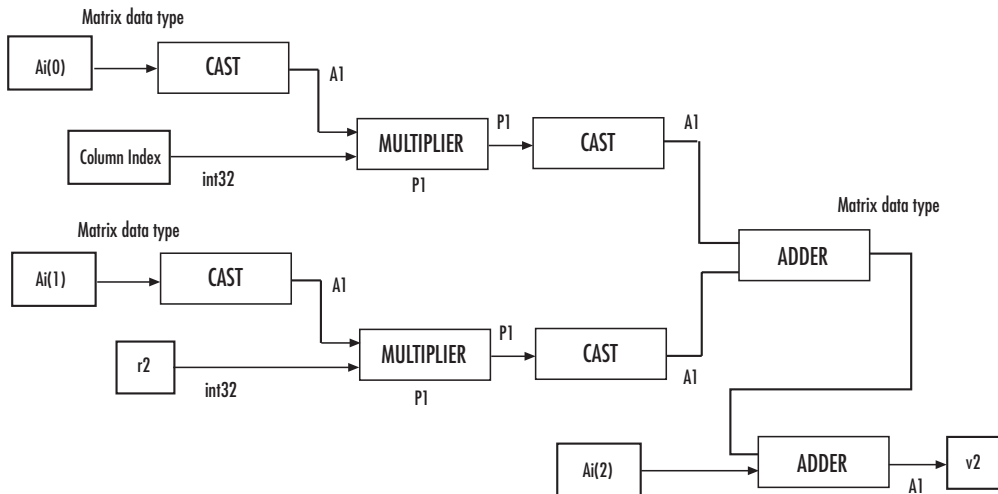 Matrix data type
Ai(0)
CAST
A1
MULTIPLIER
P1
CAST
A1
Column Index
int32
P1
Matrix data type
Matrix data type
Ai(1)
CAST
A1
ADDER
r2
int32
MULTIPLIER
P1
P1
CAST
A1
Ai(2)
ADDER
A1
v2